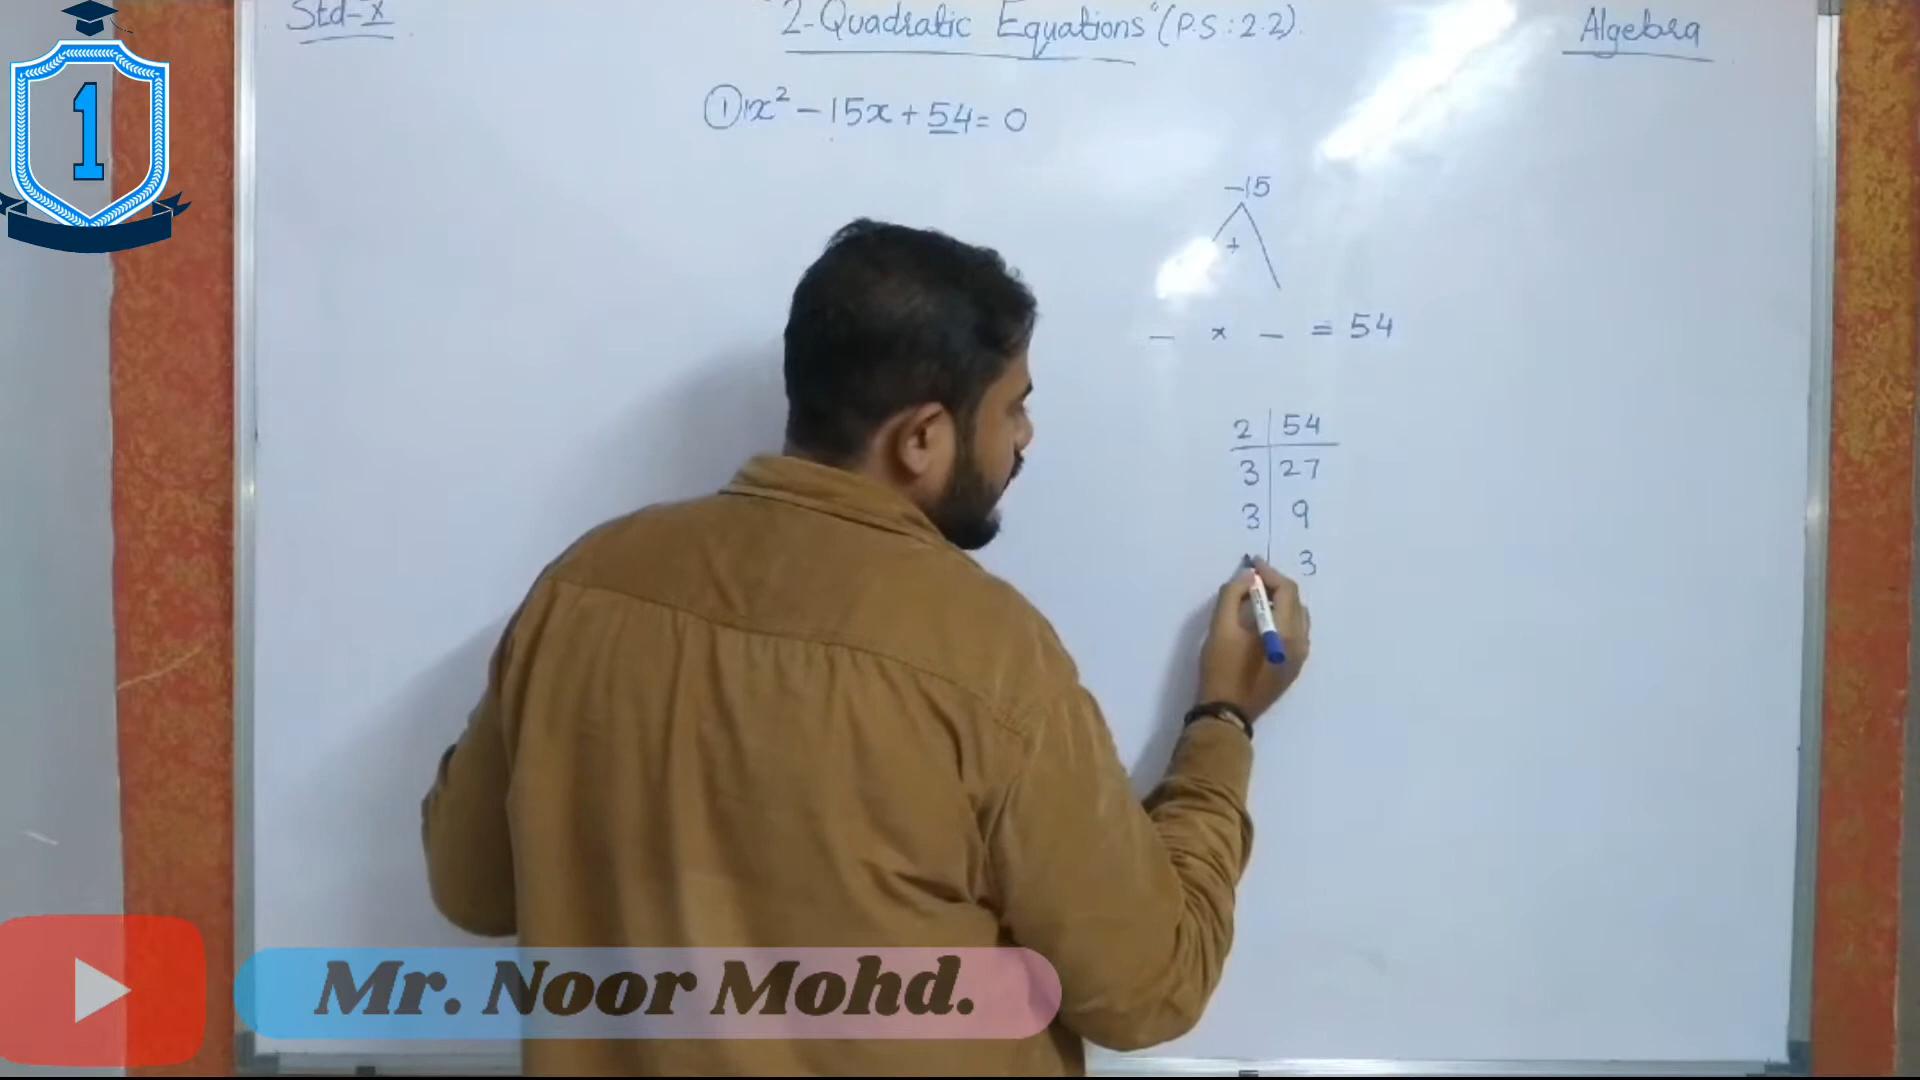 Std-X
"2-Quadratic Equations" (P.S:2.2).
Algebra
1
① 1x² - 15x + 54 = 0
-15
+
_ × _ = 54
2 | 54
3 | 27
3 | 9
3
Mr. Noor Mohd.